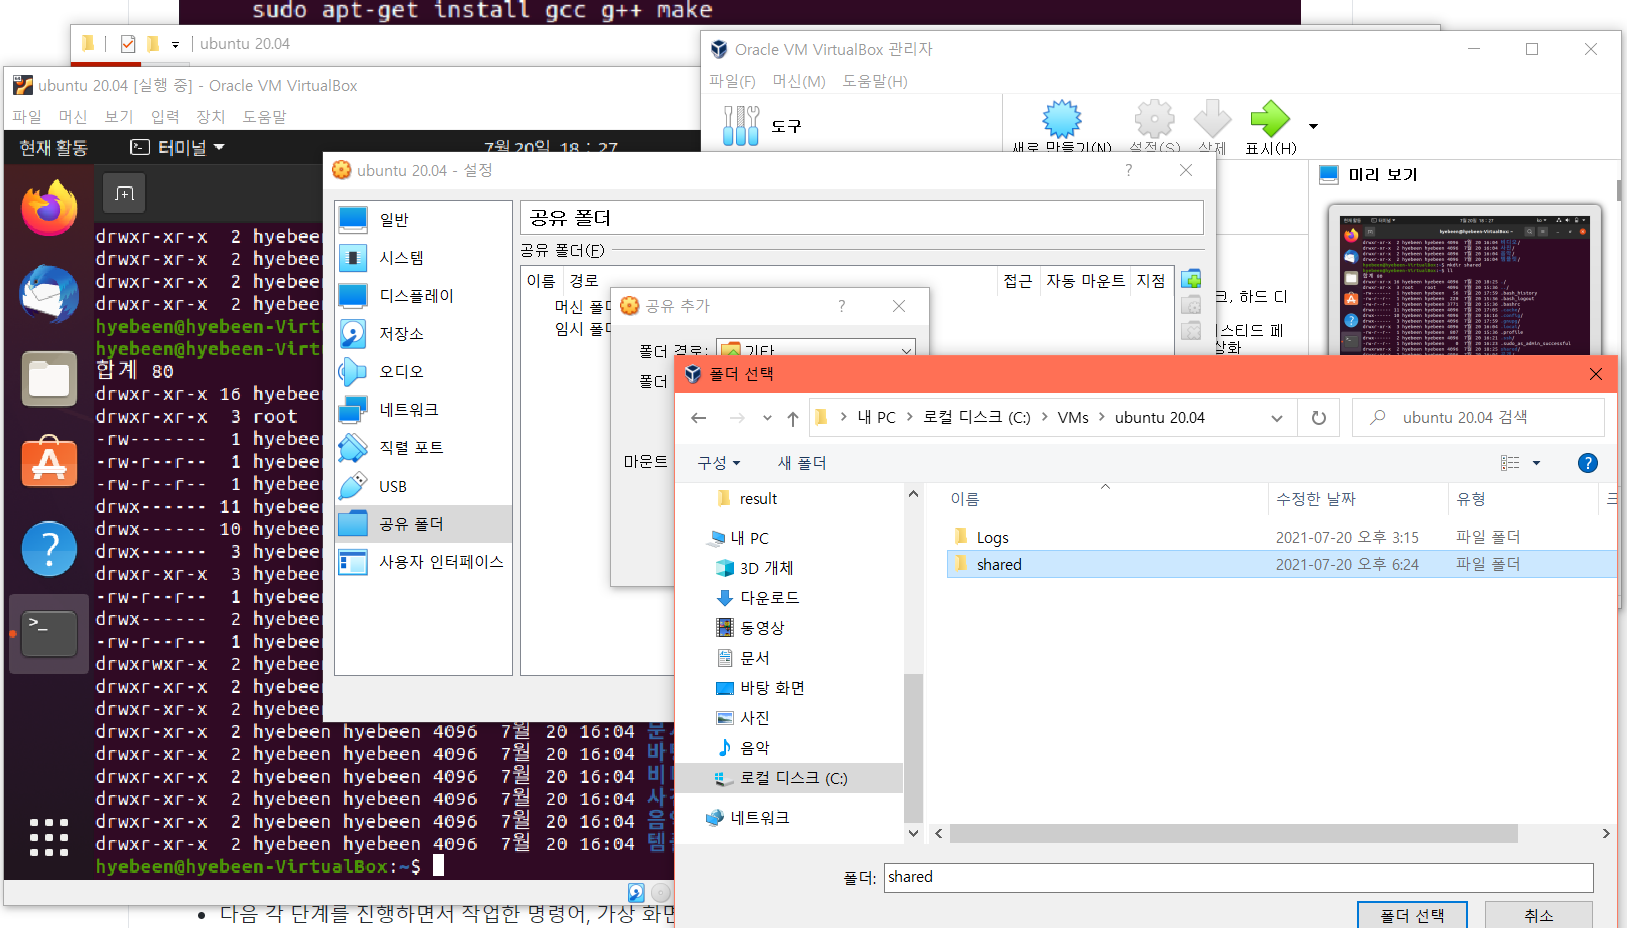 sudo apt-get install gcc g++ make
ubuntu 20.04
Oracle VM VirtualBox 관리자
파일(F) 머신(M) 도움말(H)
도구
새로 만들기(N) 설정(S) 삭제 표시(H)
미리 보기
ubuntu 20.04 [실행 중] - Oracle VM VirtualBox
파일 머신 보기 입력 장치 도움말
현재 활동 터미널 7월 20일 18 : 27
ubuntu 20.04 - 설정
일반
시스템
디스플레이
저장소
오디오
네트워크
직렬 포트
USB
공유 폴더
사용자 인터페이스
공유 폴더
공유 폴더(F)
이름 경로 접근 자동 마운트 지점
머신 폴더
임시 폴더
크, 하드 디
스티드 페
상화
공유 추가
폴더 경로: 기타
폴더
마운트
drwxr-xr-x 2 hyebeen
drwxr-xr-x 2 hyebeen
drwxr-xr-x 2 hyebeen
drwxr-xr-x 2 hyebeen
hyebeen@hyebeen-Virtu
hyebeen@hyebeen-Virtu
합계 80
drwxr-xr-x 16 hyebeen
drwxr-xr-x 3 root
-rw------- 1 hyebeen
-rw-r--r-- 1 hyebeen
-rw-r--r-- 1 hyebeen
drwx------ 11 hyebeen
drwx------ 10 hyebeen
drwx------ 3 hyebeen
drwxr-xr-x 3 hyebeen
-rw-r--r-- 1 hyebeen
drwx------ 2 hyebeen
-rw-r--r-- 1 hyebeen
drwxrwxr-x 2 hyebeen
drwxr-xr-x 2 hyebeen
drwxr-xr-x 2 hyebeen
drwxr-xr-x 2 hyebeen hyebeen 4096 7월 20 16:04 문
drwxr-xr-x 2 hyebeen hyebeen 4096 7월 20 16:04 바
drwxr-xr-x 2 hyebeen hyebeen 4096 7월 20 16:04 비
drwxr-xr-x 2 hyebeen hyebeen 4096 7월 20 16:04 사
drwxr-xr-x 2 hyebeen hyebeen 4096 7월 20 16:04 음
drwxr-xr-x 2 hyebeen hyebeen 4096 7월 20 16:04 템
hyebeen@hyebeen-VirtualBox:~$
폴더 선택
내 PC 로컬 디스크 (C:) VMs ubuntu 20.04
ubuntu 20.04 검색
구성 새 폴더
result
내 PC
3D 개체
다운로드
동영상
문서
바탕 화면
사진
음악
로컬 디스크 (C:)
네트워크
이름 수정한 날짜 유형 크
Logs 2021-07-20 오후 3:15 파일 폴더
shared 2021-07-20 오후 6:24 파일 폴더
폴더: shared
폴더 선택 취소
다음 각 단계를 진행하면서 작업한 명령어, 가상 화면